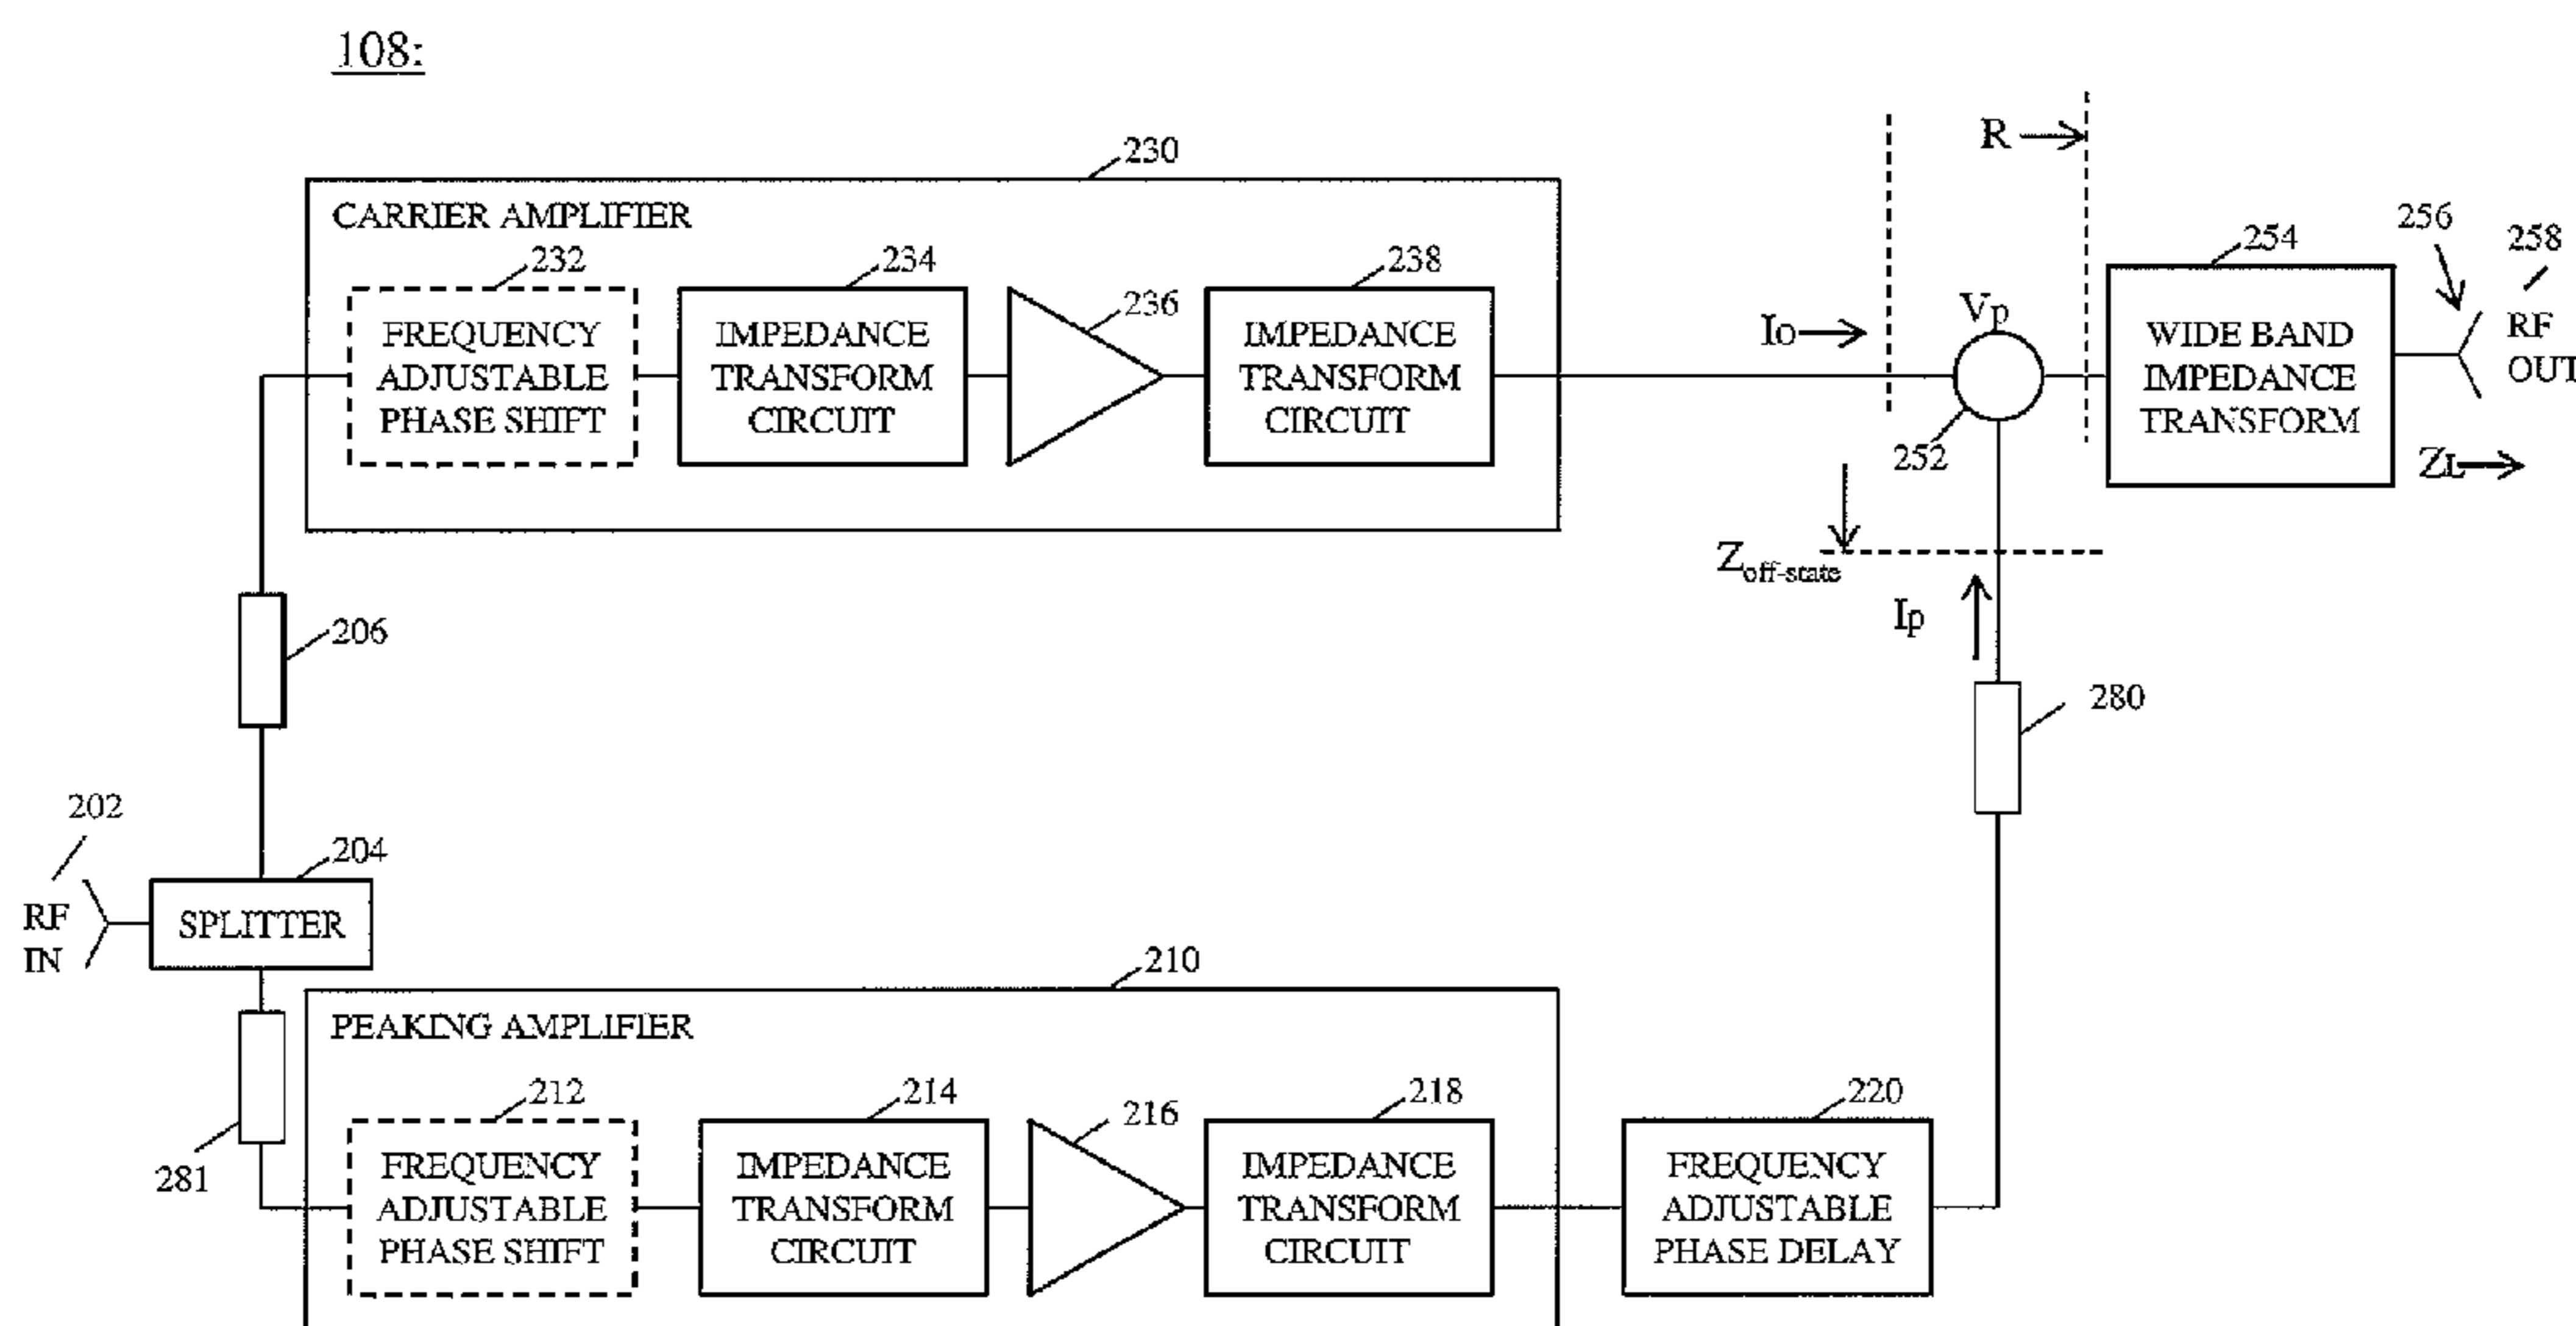 108:
230
R
CARRIER AMPLIFIER
232
234
236
238
FREQUENCY
ADJUSTABLE
PHASE SHIFT
IMPEDANCE
TRANSFORM
CIRCUIT
IMPEDANCE
TRANSFORM
CIRCUIT
Io
Vp
252
254
WIDE BAND
IMPEDANCE
TRANSFORM
256
258
RF
OUT
ZL
Zoff-state
Ip
206
280
202
204
RF
IN
SPLITTER
281
210
PEAKING AMPLIFIER
212
214
216
218
220
FREQUENCY
ADJUSTABLE
PHASE SHIFT
IMPEDANCE
TRANSFORM
CIRCUIT
IMPEDANCE
TRANSFORM
CIRCUIT
FREQUENCY
ADJUSTABLE
PHASE DELAY